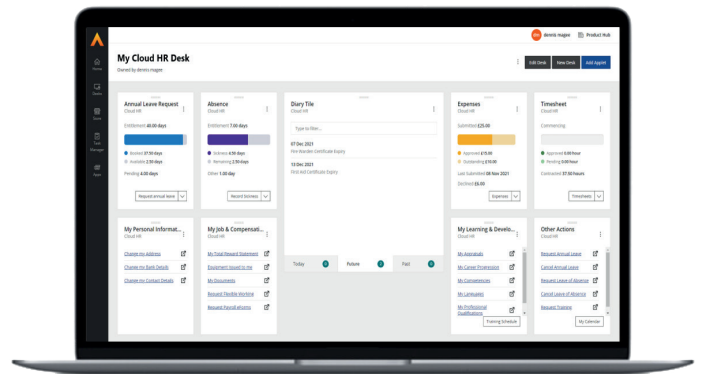 dennis magee
Product Hub
Home
My Cloud HR Desk
Owned by dennis magee
Edit Desk
New Desk
Add Applet
Store
Task
Manager
Annual Leave Request
Cloud HR
Entitlement 40.00 days
Booked 37.50 days
Available 2.50 days
Pending 4.00 days
Request annual leave
Absence
Cloud HR
Entitlement 7.00 days
Sickness 4.50 days
Remaining 2.50 days
Other 1.00 day
Record Sickness
Diary Tile
Cloud HR
Type to filter...
07 Dec 2021
Fire Warden Certificate Expiry
13 Dec 2021
First Aid Certificate Expiry
Today
Future
Past
Expenses
Cloud HR
Submitted £25.00
Approved £15.00
Outstanding £10.00
Last Submitted 08 Nov 2021
Declined £6.00
Expenses
Timesheet
Cloud HR
Commencing
Approved 0.00 hour
Pending 0.00 hour
Contracted 37.50 hours
Timesheets
My Personal Informat...
Cloud HR
Change my Address
Change my Bank Details
Change my Contact Details
My Job & Compensati...
Cloud HR
My Total Reward Statement
Equipment Issued to me
My Documents
Request Flexible Working
Request Payroll eForms
My Learning & Develo...
Cloud HR
My Appraisals
My Career Progression
My Competencies
My Languages
My Professional
Qualifications
Training Schedule
Other Actions
Cloud HR
Request Annual Leave
Cancel Annual Leave
Request Leave of Absence
Cancel Leave of Absence
Request Training
My Calendar